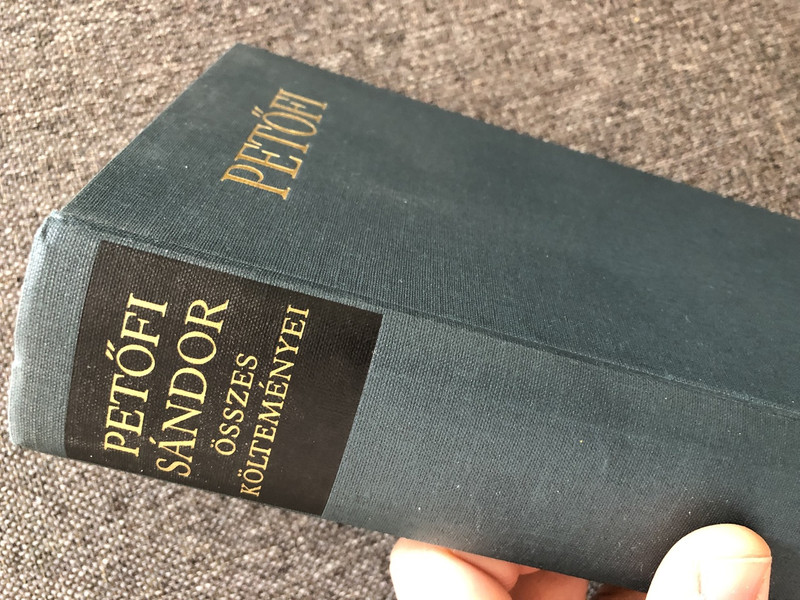 PETŐFI
PETŐFI
SÁNDOR
ÖSSZES
KÖLTEMÉNYEI